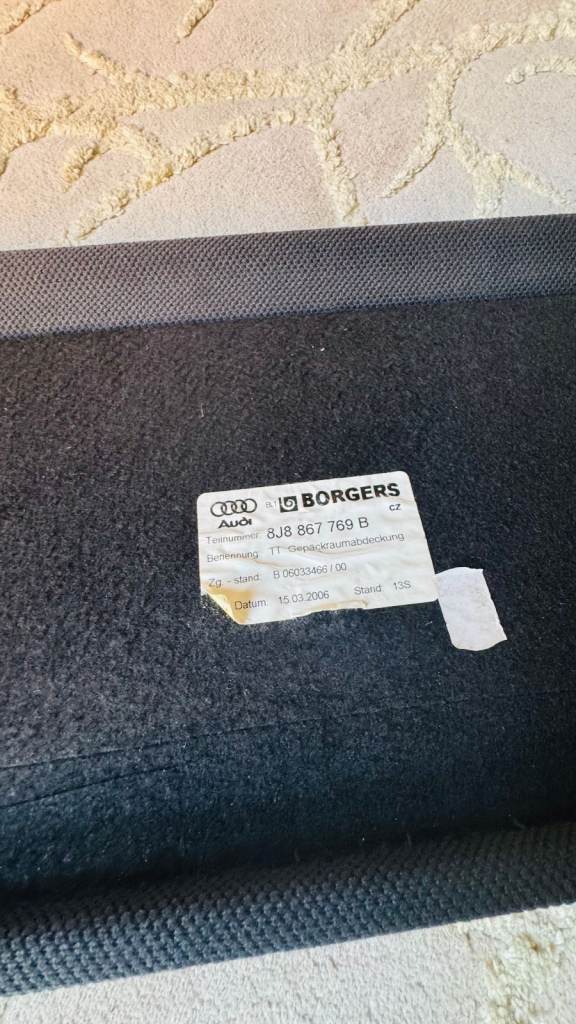 B.1 BORGERS
Audi CZ
Teilnummer: 8J8 867 769 B
Benennung: TT Gepäckraumabdeckung
Zg. - stand: B 06033466 / 00
Datum: 15.03.2006 Stand: 13S